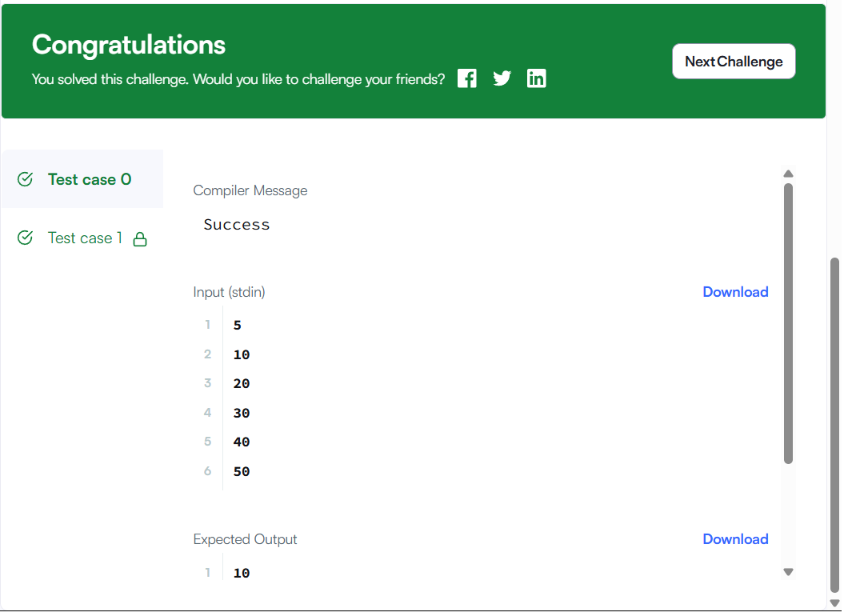 Congratulations
You solved this challenge. Would you like to challenge your friends?
Next Challenge
Test case 0
Test case 1
Compiler Message
Success
Input (stdin)
Download
1 5
2 10
3 20
4 30
5 40
6 50
Expected Output
Download
1 10